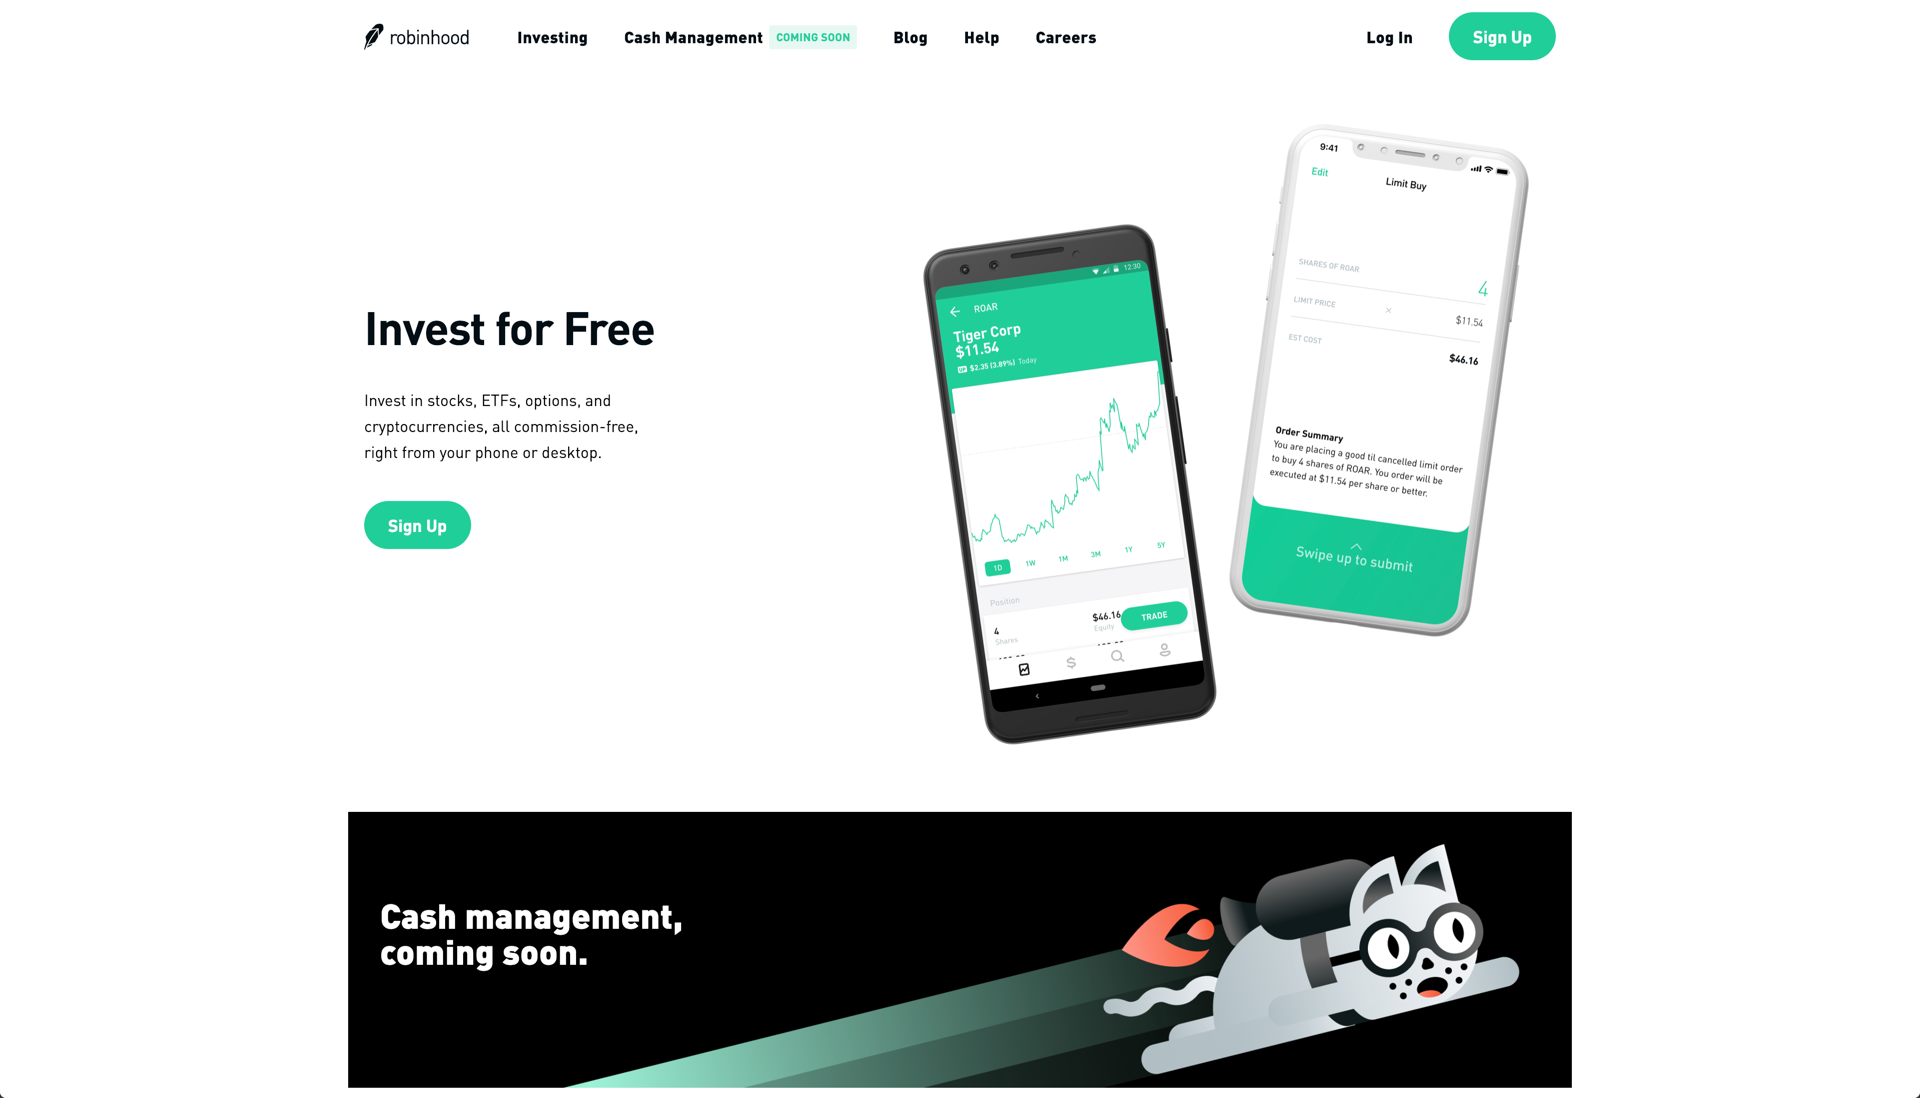 robinhood
Investing
Cash Management
COMING SOON
Blog
Help
Careers
Log In
Sign Up
Invest for Free
Invest in stocks, ETFs, options, and
cryptocurrencies, all commission-free,
right from your phone or desktop.
Sign Up
12:30
ROAR
Tiger Corp
$11.54
UP $2.35 (3.89%) Today
1D 1W 1M 3M 1Y 5Y
Position
4
Shares
$46.16
Equity
TRADE
9:41
Edit
Limit Buy
SHARES OF ROAR
4
LIMIT PRICE
×
$11.54
EST COST
$46.16
Order Summary
You are placing a good til cancelled limit order
to buy 4 shares of ROAR. You order will be
executed at $11.54 per share or better.
Swipe up to submit
Cash management,
coming soon.